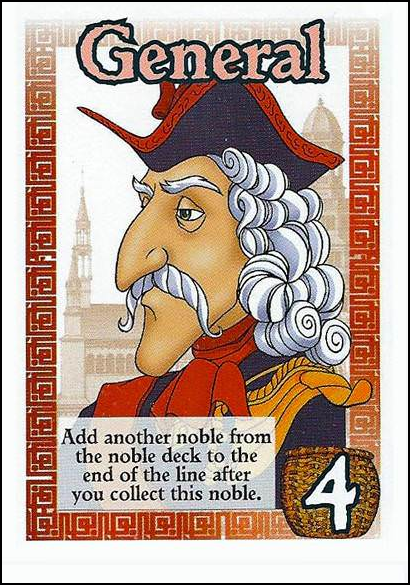 General
Add another noble from
the noble deck to the
end of the line after
you collect this noble.
4